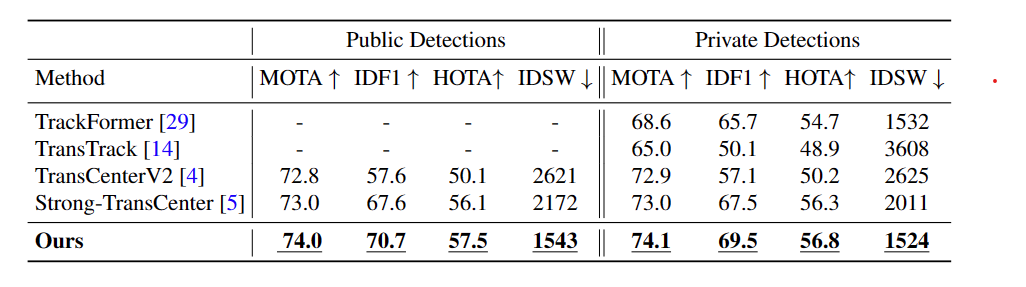 Public Detections Private Detections
Method MOTA ↑ IDF1 ↑ HOTA↑ IDSW ↓ MOTA ↑ IDF1 ↑ HOTA↑ IDSW ↓
TrackFormer [29] - - - - 68.6 65.7 54.7 1532
TransTrack [14] - - - - 65.0 50.1 48.9 3608
TransCenterV2 [4] 72.8 57.6 50.1 2621 72.9 57.1 50.2 2625
Strong-TransCenter [5] 73.0 67.6 56.1 2172 73.0 67.5 56.3 2011
Ours 74.0 70.7 57.5 1543 74.1 69.5 56.8 1524